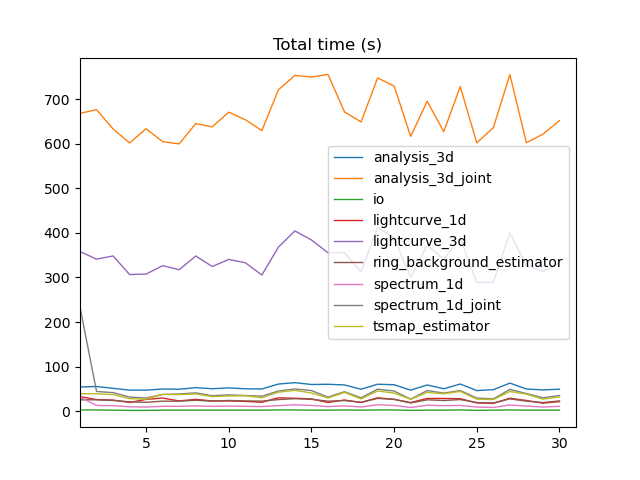 Total time (s)
700
600
500
400
300
200
100
0
analysis_3d
analysis_3d_joint
io
lightcurve_1d
lightcurve_3d
ring_background_estimator
spectrum_1d
spectrum_1d_joint
tsmap_estimator
5 10 15 20 25 30